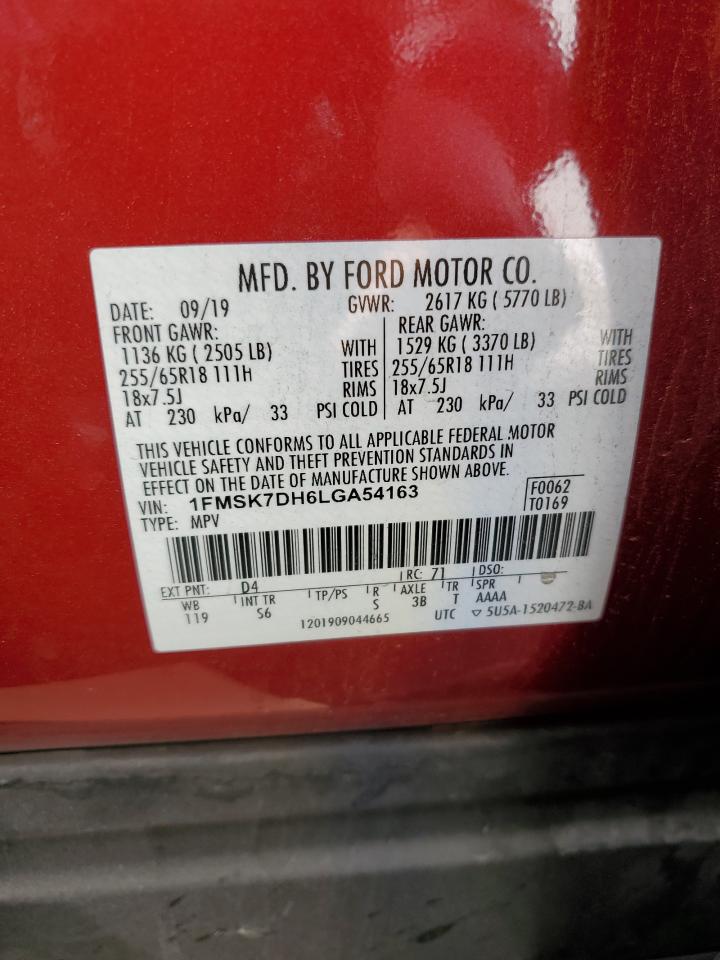 MFD. BY FORD MOTOR CO.
DATE: 09/19 GVWR: 2617 KG ( 5770 LB)
FRONT GAWR: REAR GAWR:
1136 KG ( 2505 LB) WITH 1529 KG ( 3370 LB) WITH
255/65R18 111H TIRES 255/65R18 111H TIRES
18x7.5J RIMS 18x7.5J RIMS
AT 230 kPa/ 33 PSI COLD AT 230 kPa/ 33 PSI COLD
THIS VEHICLE CONFORMS TO ALL APPLICABLE FEDERAL MOTOR
VEHICLE SAFETY AND THEFT PREVENTION STANDARDS IN
EFFECT ON THE DATE OF MANUFACTURE SHOWN ABOVE.
VIN: 1FMSK7DH6LGA54163 F0062
TYPE: MPV T0169
EXT PNT: D4 RC: 71 DSO:
WB INT TR TP/PS R AXLE TR SPR
119 S6 S 3B T AAAA
1201909044665 UTC ▽ 5U5A-1520472-BA